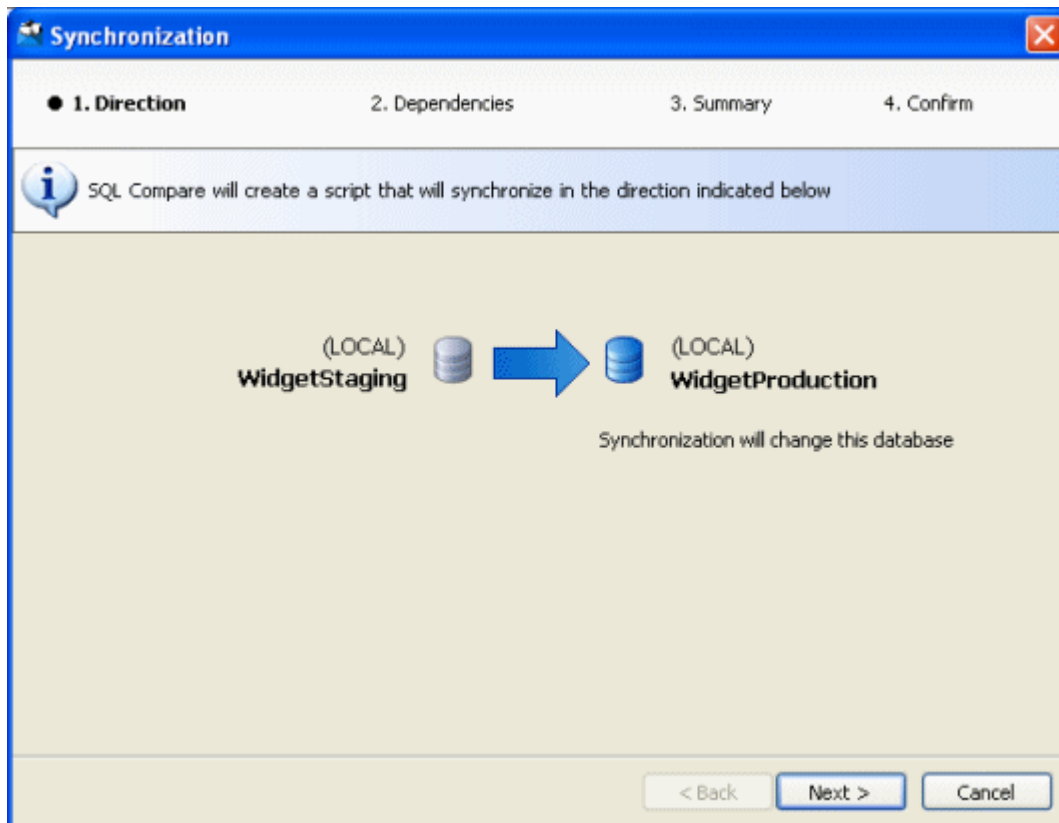 Synchronization
1. Direction 2. Dependencies 3. Summary 4. Confirm
SQL Compare will create a script that will synchronize in the direction indicated below
(LOCAL) (LOCAL)
WidgetStaging WidgetProduction
Synchronization will change this database
< Back Next > Cancel